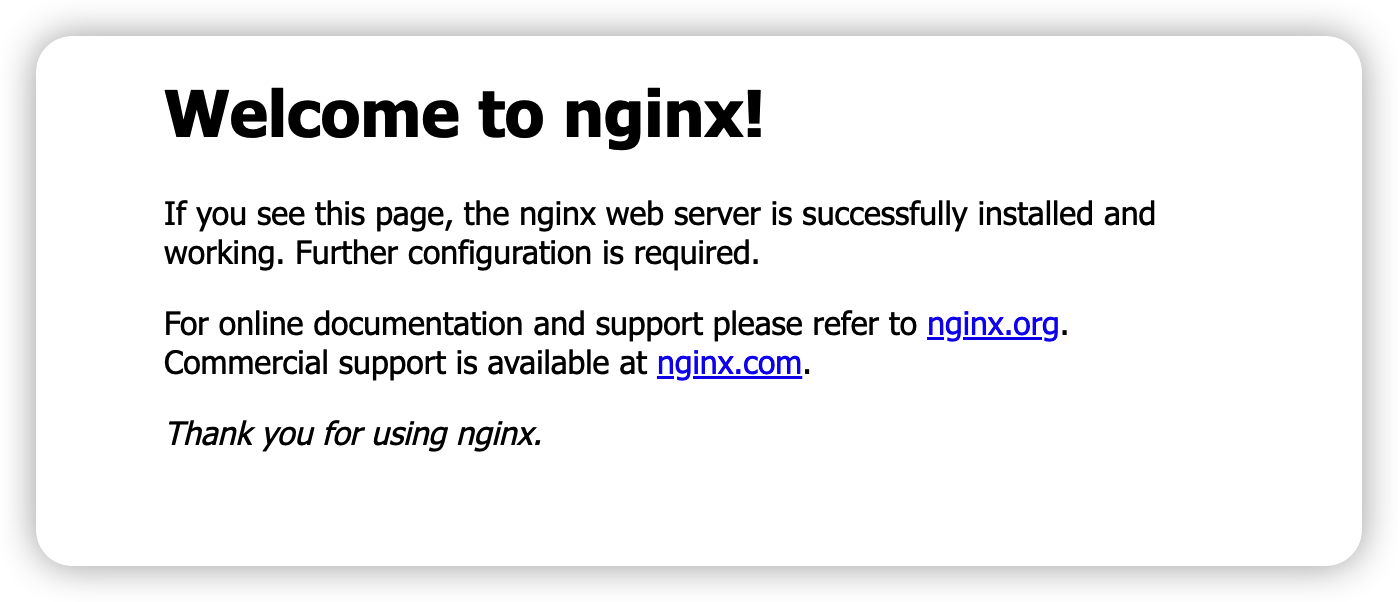 Welcome to nginx!
If you see this page, the nginx web server is successfully installed and
working. Further configuration is required.
For online documentation and support please refer to nginx.org.
Commercial support is available at nginx.com.
Thank you for using nginx.